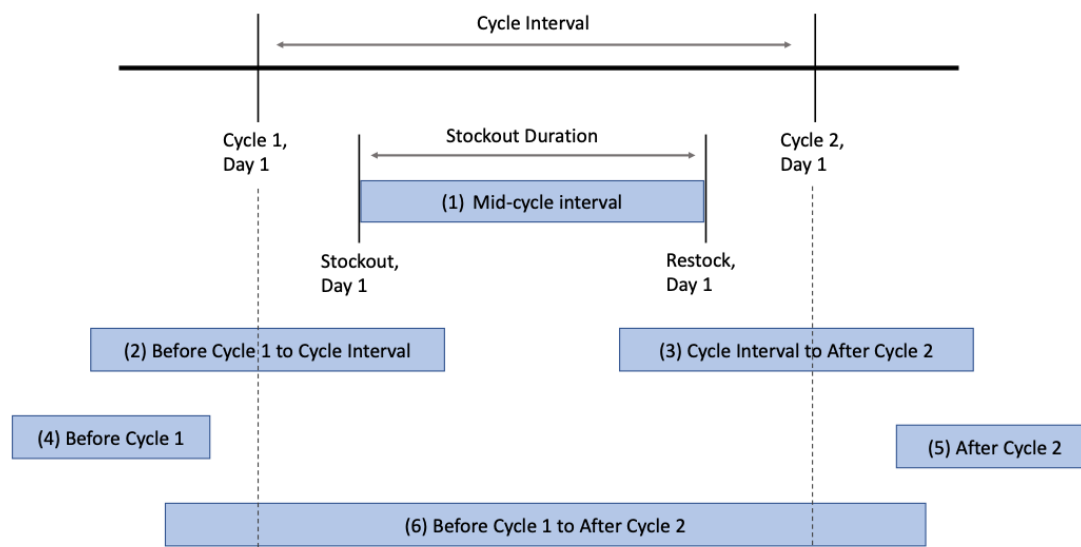 Cycle Interval
Cycle 1,
Day 1
Stockout Duration
Cycle 2,
Day 1
(1) Mid-cycle interval
Stockout,
Day 1
Restock,
Day 1
(2) Before Cycle 1 to Cycle Interval
(3) Cycle Interval to After Cycle 2
(4) Before Cycle 1
(5) After Cycle 2
(6) Before Cycle 1 to After Cycle 2